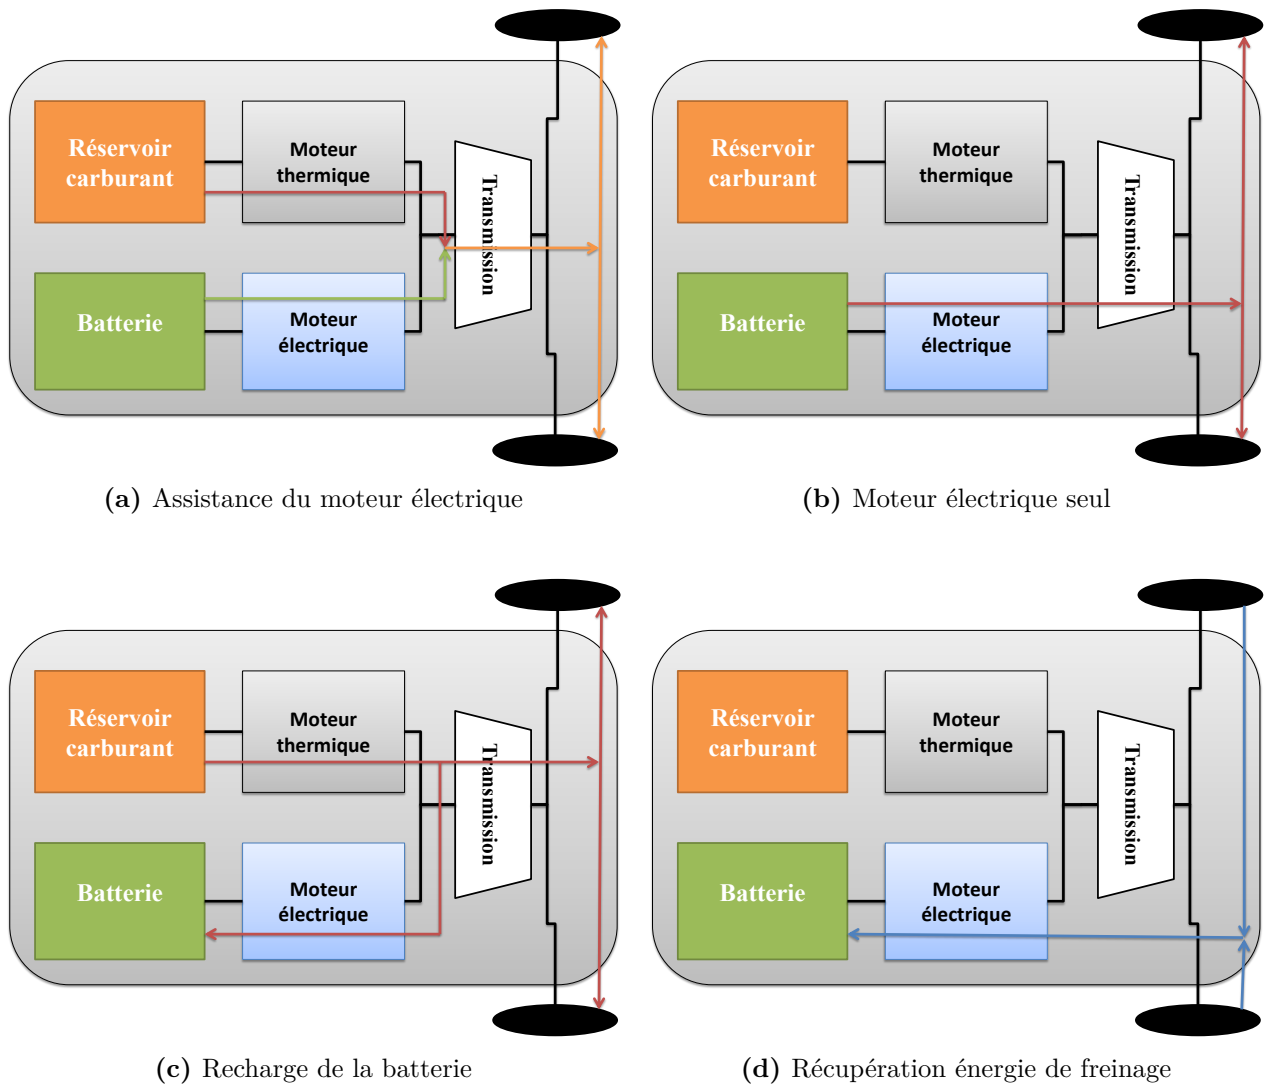 Réservoir
carburant
Moteur
thermique
Transmission
Batterie
Moteur
électrique
(a) Assistance du moteur électrique
Réservoir
carburant
Moteur
thermique
Transmission
Batterie
Moteur
électrique
(b) Moteur électrique seul
Réservoir
carburant
Moteur
thermique
Transmission
Batterie
Moteur
électrique
(c) Recharge de la batterie
Réservoir
carburant
Moteur
thermique
Transmission
Batterie
Moteur
électrique
(d) Récupération énergie de freinage